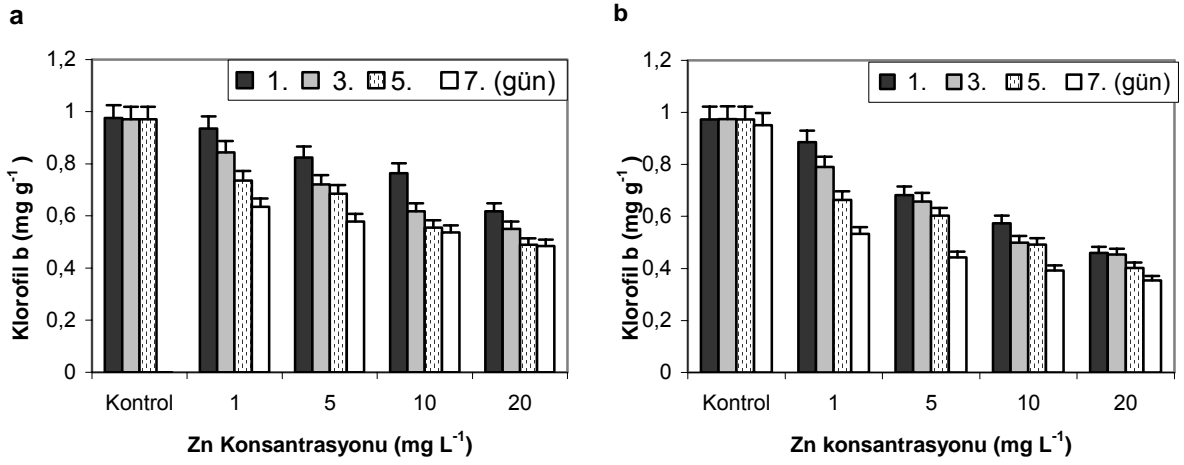 a
1,2
1
0,8
0,6
0,4
0,2
0
Klorofil b (mg g⁻¹ )
1. 3. 5. 7. (gün)
Kontrol 1 5 10 20
Zn Konsantrasyonu (mg L⁻¹)
b
1,2
1
0,8
0,6
0,4
0,2
0
Klorofil b (mg g⁻¹ )
1. 3. 5. 7. (gün)
Kontrol 1 5 10 20
Zn konsantrasyonu (mg L⁻¹)